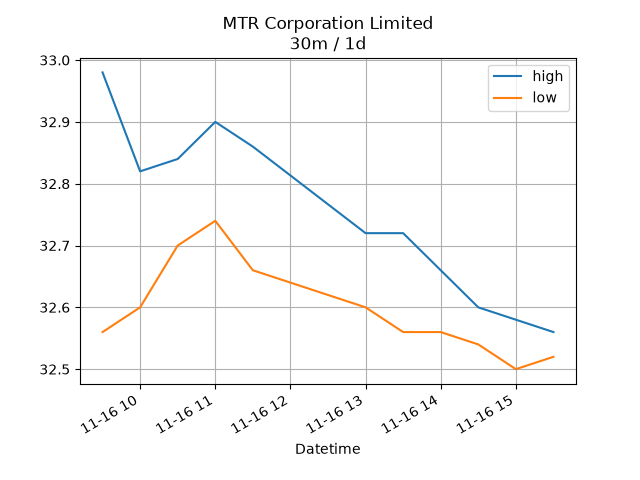 MTR Corporation Limited
30m / 1d
high
low
33.0
32.9
32.8
32.7
32.6
32.5
11-16 10
11-16 11
11-16 12
11-16 13
11-16 14
11-16 15
Datetime